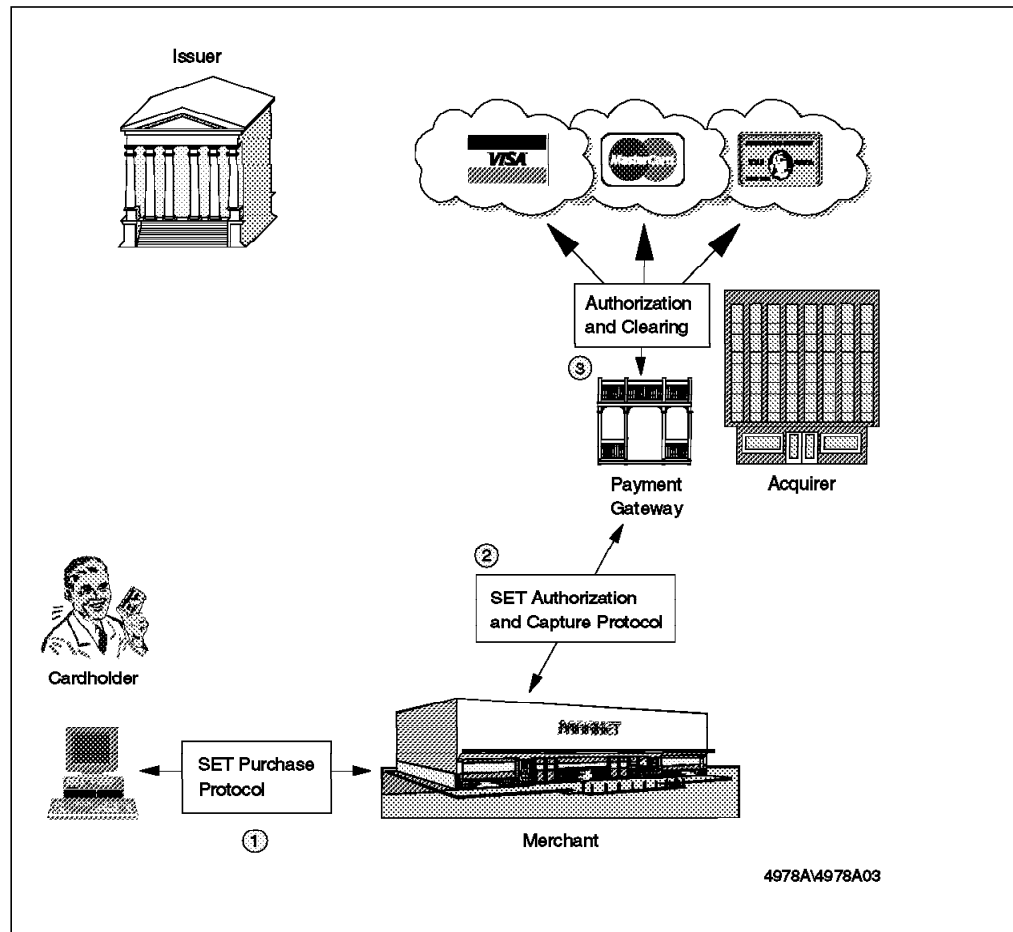 Issuer
VISA
MasterCard
Authorization
and Clearing
3
Payment
Gateway
Acquirer
2
SET Authorization
and Capture Protocol
Cardholder
SET Purchase
Protocol
1
Merchant
4978A\4978A03